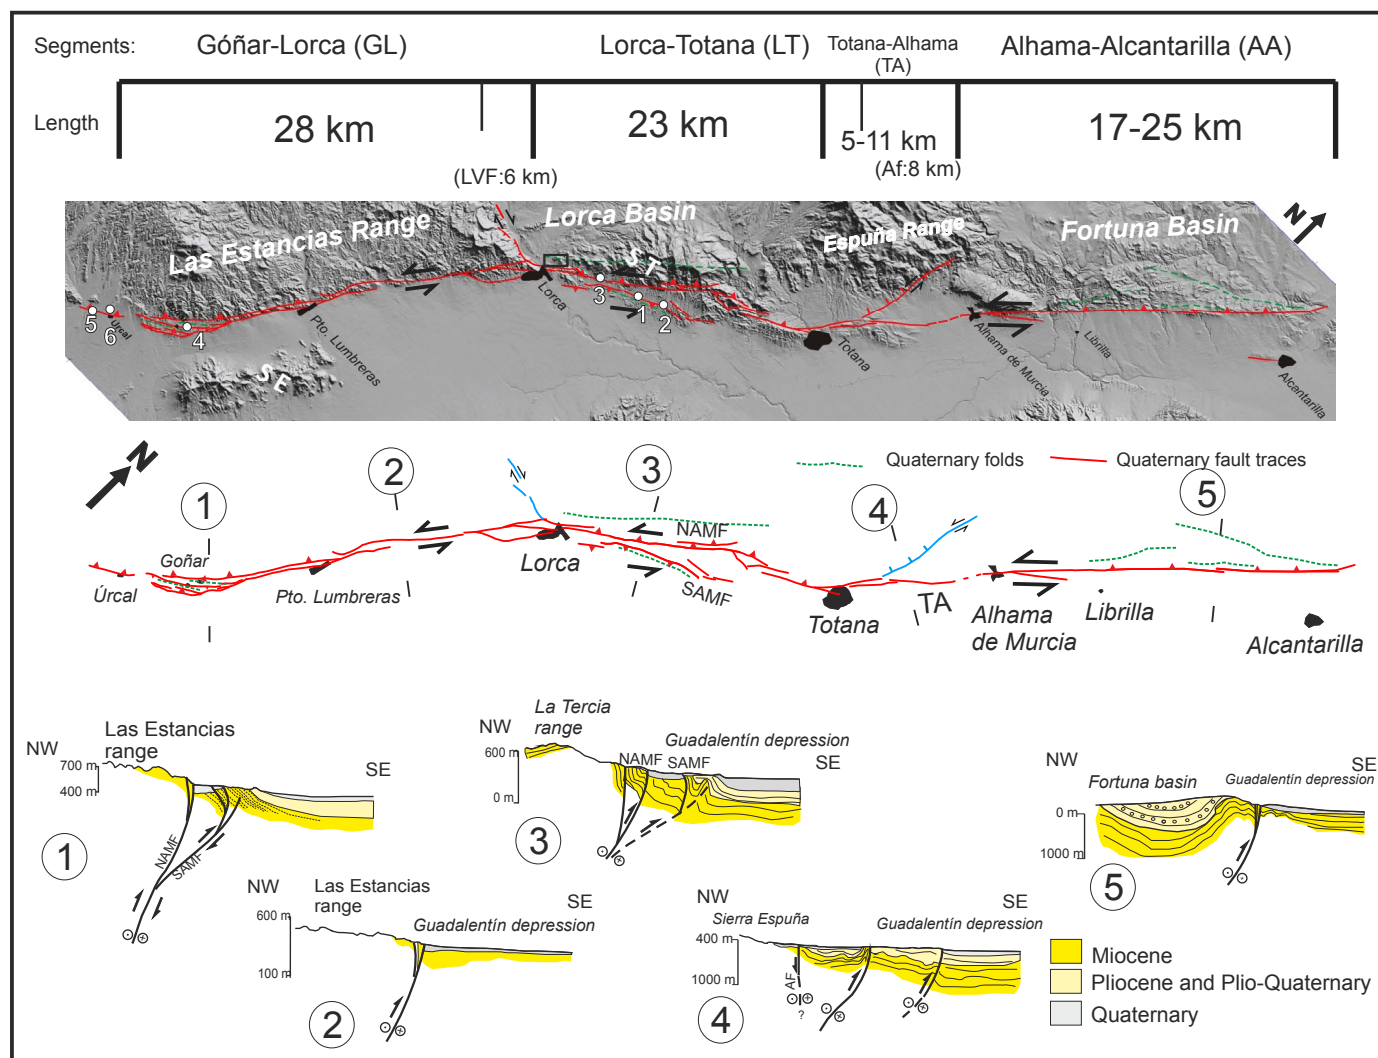 Segments:
Góñar-Lorca (GL)
Lorca-Totana (LT)
Totana-Alhama
(TA)
Alhama-Alcantarilla (AA)
Length
28 km
23 km
5-11 km
17-25 km
(LVF:6 km)
(Af:8 km)
Las Estancias Range
Lorca Basin
Espuña Range
Fortuna Basin
N
S T
S E
5
6
Úrcal
4
Pto. Lumbreras
Lorca
3
1
2
Totana
Alhama de Murcia
Librilla
Alcantarilla
N
1
2
3
4
5
Quaternary folds
Quaternary fault traces
Goñar
Úrcal
Pto. Lumbreras
Lorca
NAMF
SAMF
Totana
TA
Alhama
de Murcia
Librilla
Alcantarilla
NW
Las Estancias
range
SE
700 m
400 m
NAMF
SAMF
1
NW
Las Estancias
range
SE
Guadalentín depression
600 m
100 m
2
NW
La Tercia
range
Guadalentín depression
SE
600 m
0 m
NAMF
SAMF
3
NW
SE
Sierra Espuña
Guadalentín depression
400 m
1000 m
AF
?
4
NW
SE
Fortuna basin
Guadalentín depression
0 m
1000 m
5
Miocene
Pliocene and Plio-Quaternary
Quaternary